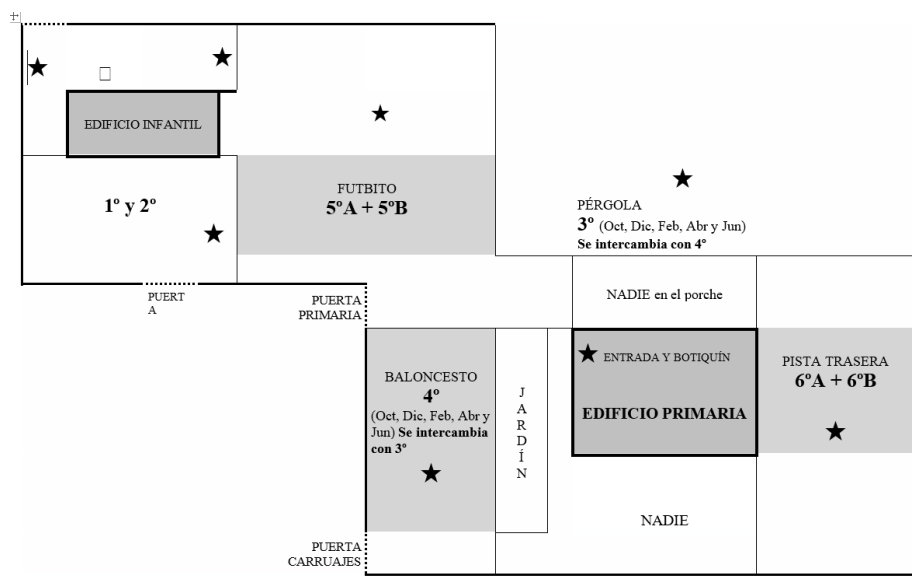 EDIFICIO INFANTIL
1º y 2º
FUTBITO
5ºA + 5ºB
PÉRGOLA
3º (Oct, Dic, Feb, Abr y Jun)
Se intercambia con 4º
PUERT
A
PUERTA
PRIMARIA
NADIE en el porche
BALONCESTO
4º
(Oct, Dic, Feb, Abr y
Jun) Se intercambia
con 3º
J
A
R
D
Í
N
ENTRADA Y BOTIQUÍN
EDIFICIO PRIMARIA
PISTA TRASERA
6ºA + 6ºB
NADIE
PUERTA
CARRUAJES